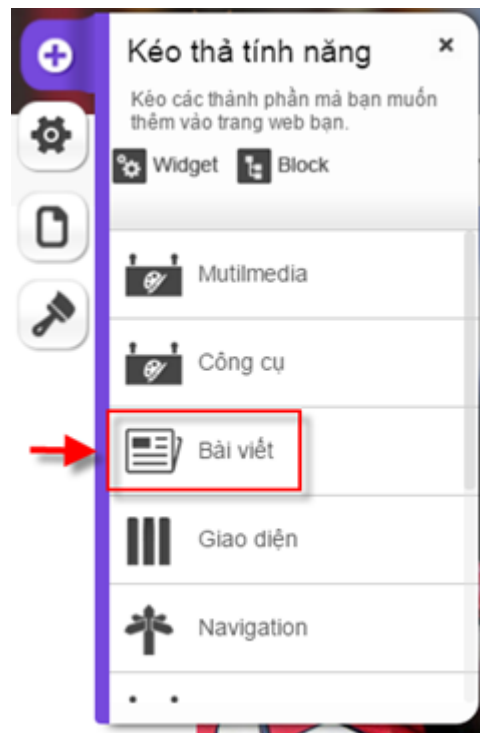 Kéo thả tính năng
Kéo các thành phần mà bạn muốn
thêm vào trang web bạn.
Widget Block
Mutilmedia
Công cụ
Bài viết
Giao diện
Navigation